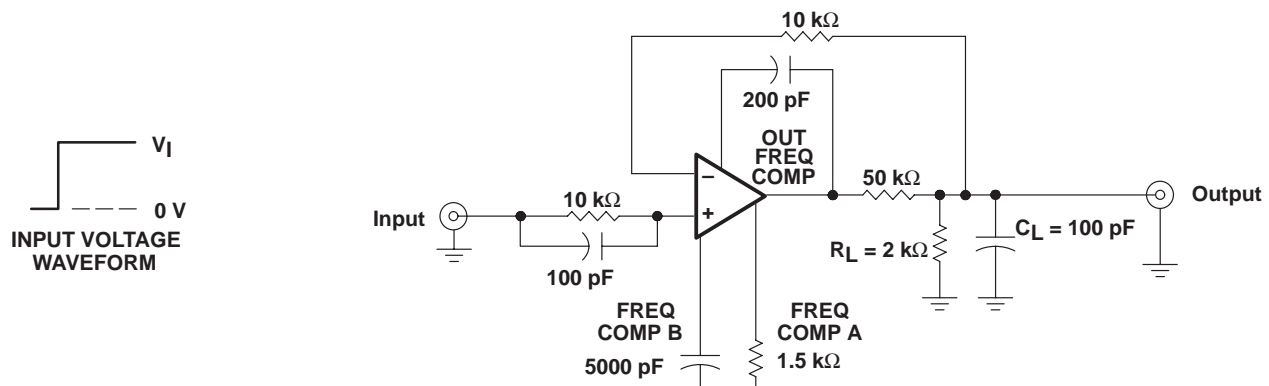 V_I
0 V
INPUT VOLTAGE
WAVEFORM
Input
10 kΩ
100 pF
10 kΩ
200 pF
OUT
FREQ
COMP
−
+
50 kΩ
Output
R_L = 2 kΩ
C_L = 100 pF
FREQ
COMP B
5000 pF
FREQ
COMP A
1.5 kΩ